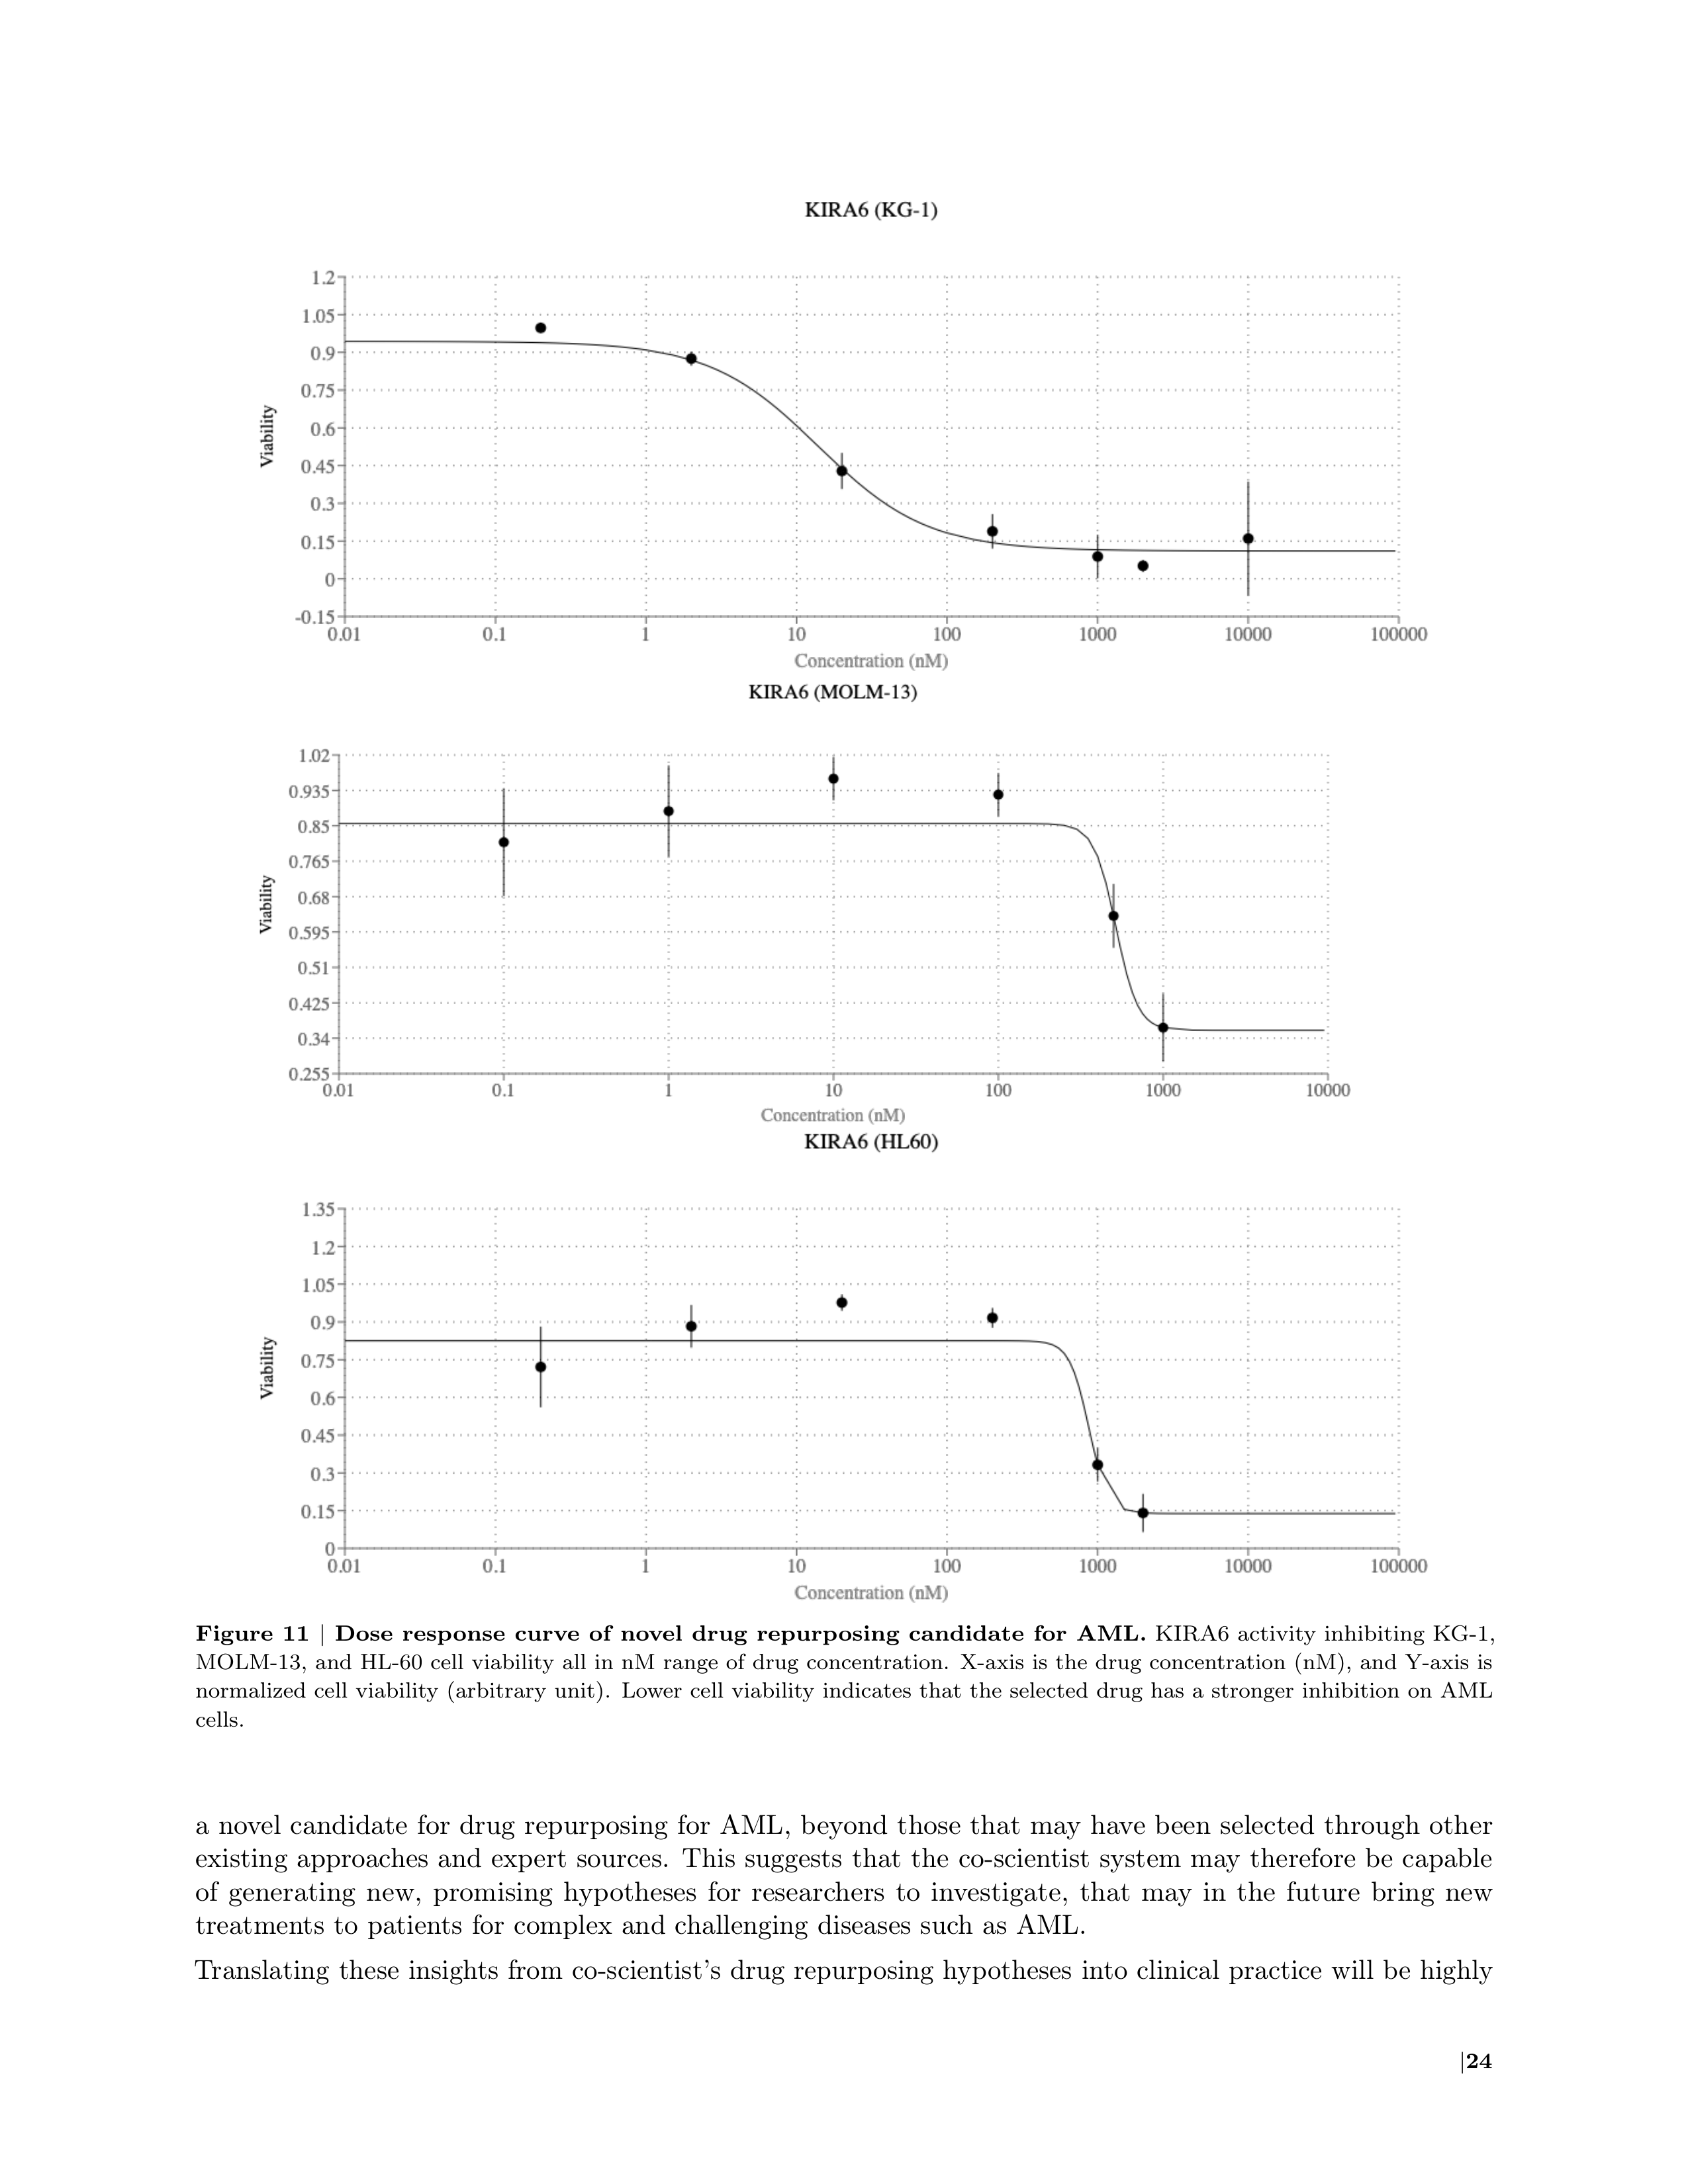 KIRA6 (KG-1)
1.2
1.05
0.9
0.75
0.6
0.45
0.3
0.15
0
-0.15
Viability
0.01 0.1 1 10 100 1000 10000 100000
Concentration (nM)
KIRA6 (MOLM-13)
1.02
0.935
0.85
0.765
0.68
0.595
0.51
0.425
0.34
0.255
Viability
0.01 0.1 1 10 100 1000 10000
Concentration (nM)
KIRA6 (HL60)
1.35
1.2
1.05
0.9
0.75
0.6
0.45
0.3
0.15
0
Viability
0.01 0.1 1 10 100 1000 10000 100000
Concentration (nM)
Figure 11 | Dose response curve of novel drug repurposing candidate for AML. KIRA6 activity inhibiting KG-1,
MOLM-13, and HL-60 cell viability all in nM range of drug concentration. X-axis is the drug concentration (nM), and Y-axis is
normalized cell viability (arbitrary unit). Lower cell viability indicates that the selected drug has a stronger inhibition on AML
cells.
a novel candidate for drug repurposing for AML, beyond those that may have been selected through other
existing approaches and expert sources. This suggests that the co-scientist system may therefore be capable
of generating new, promising hypotheses for researchers to investigate, that may in the future bring new
treatments to patients for complex and challenging diseases such as AML.
Translating these insights from co-scientist's drug repurposing hypotheses into clinical practice will be highly
|24